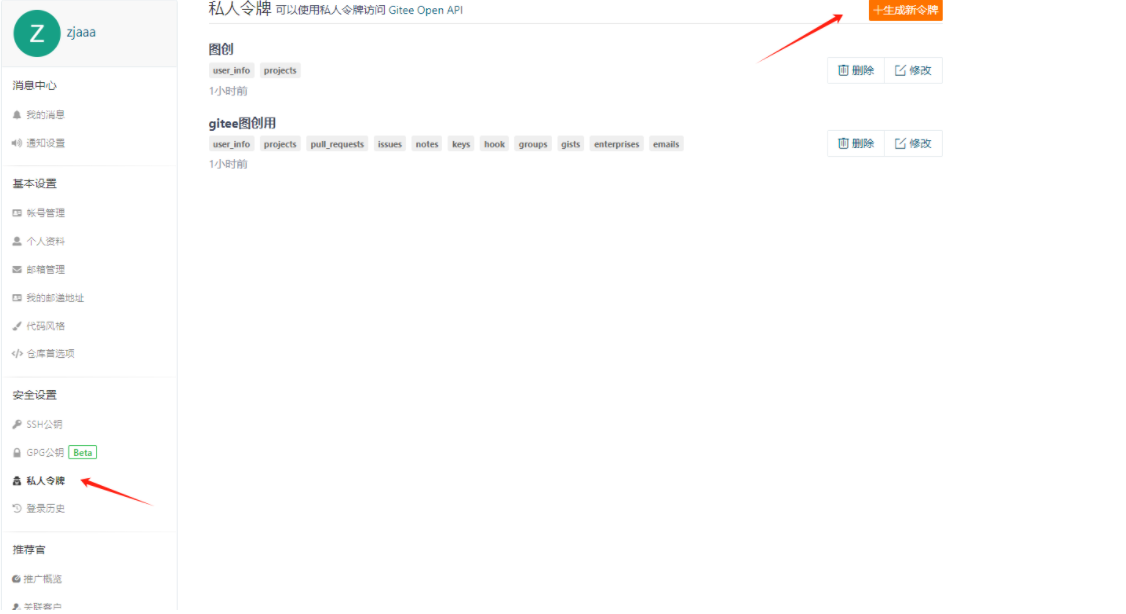 Z zjaaa
消息中心
我的消息
通知设置
基本设置
帐号管理
个人资料
邮箱管理
我的邮递地址
代码风格
仓库首选项
安全设置
SSH公钥
GPG公钥 Beta
私人令牌
登录历史
推荐官
推广概览
关联客户
私人令牌 可以使用私人令牌访问 Gitee Open API
+生成新令牌
图创
user_info projects
1小时前
删除 修改
gitee图创用
user_info projects pull_requests issues notes keys hook groups gists enterprises emails
1小时前
删除 修改